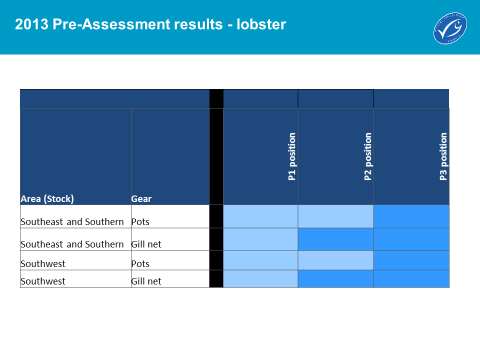 2013 Pre-Assessment results - lobster
P1 position
P2 position
P3 position
Area (Stock) Gear
Southeast and Southern Pots
Southeast and Southern Gill net
Southwest Pots
Southwest Gill net